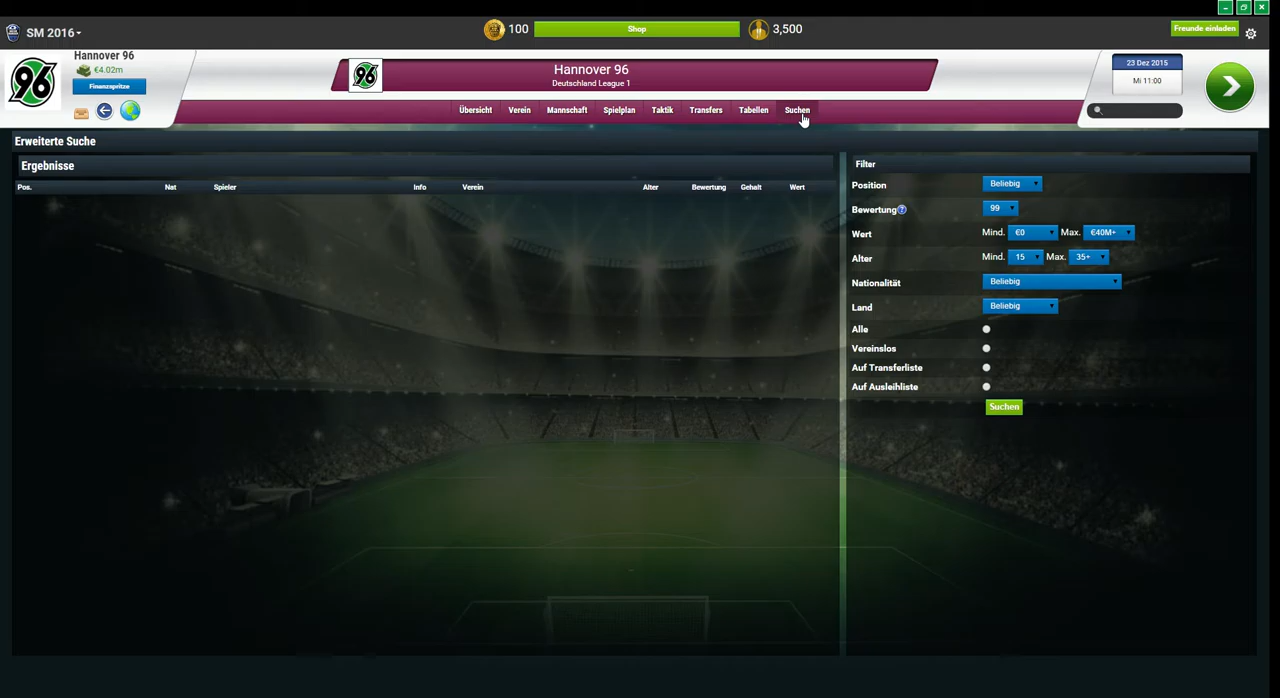 SM 2016
100
Shop
3,500
Freunde einladen
Hannover 96
€4.02m
Finanzspritze
96
96
Hannover 96
Deutschland League 1
23 Dez 2015
Mi 11:00
Übersicht Verein Mannschaft Spielplan Taktik Transfers Tabellen Suchen
Erweiterte Suche
Ergebnisse
Pos. Nat Spieler Info Verein Alter Bewertung Gehalt Wert
Filter
Position Beliebig
Bewertung ? 99
Wert Mind. €0 Max. €40M+
Alter Mind. 15 Max. 35+
Nationalität Beliebig
Land Beliebig
Alle
Vereinslos
Auf Transferliste
Auf Ausleihliste
Suchen